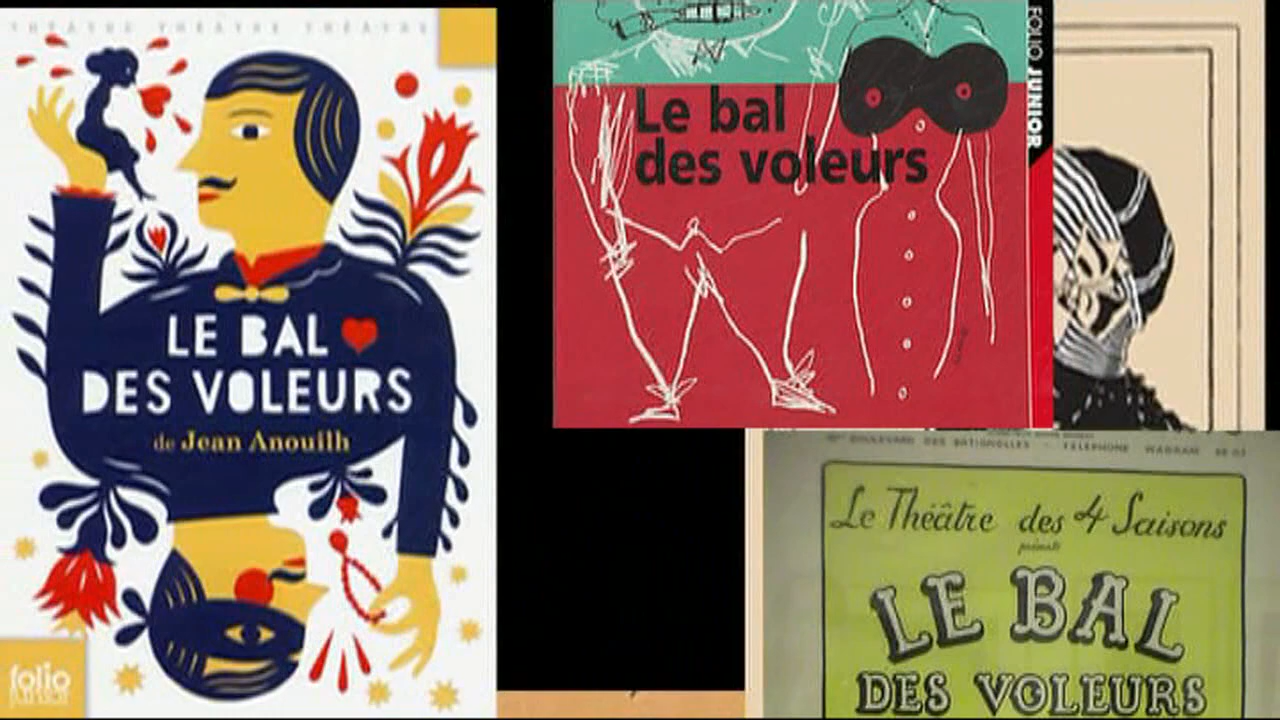 THÉÂTRE THÉÂTRE THÉÂTRE
LE BAL
DES VOLEURS
de Jean Anouilh
folio
Le bal
des voleurs
FOLIO JUNIOR
BOULEVARD DES BATIGNOLLES - TÉLÉPHONE WAGRAM
Le Théâtre des 4 Saisons
présente
LE BAL
DES VOLEURS